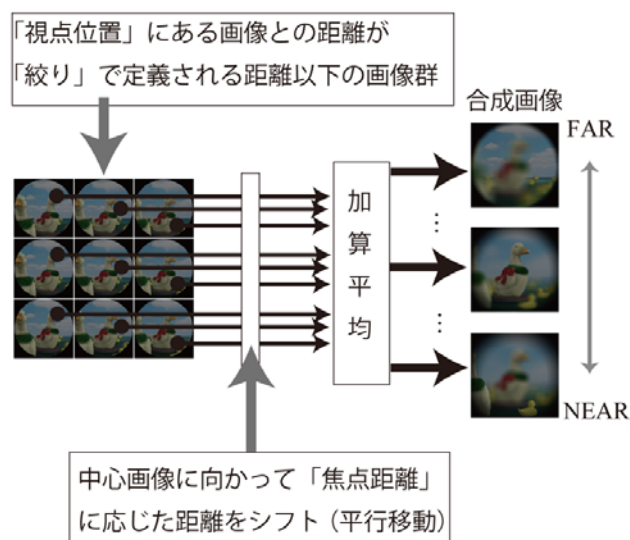 「視点位置」にある画像との距離が
「絞り」で定義される距離以下の画像群
合成画像
FAR
加算平均
NEAR
中心画像に向かって「焦点距離」
に応じた距離をシフト(平行移動)